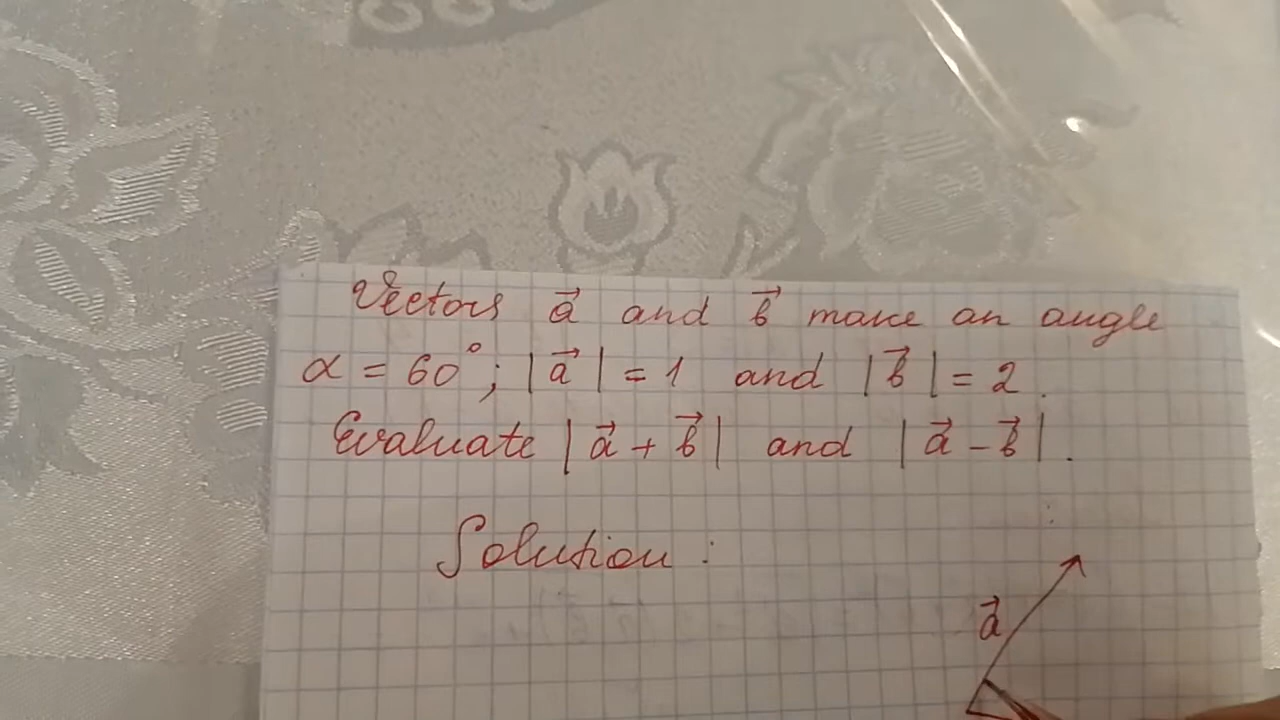 Vectors a⃗ and b⃗ make an angle
α = 60°; |a⃗| = 1 and |b⃗| = 2.
Evaluate |a⃗ + b⃗| and |a⃗ - b⃗|.
Solution:
a⃗